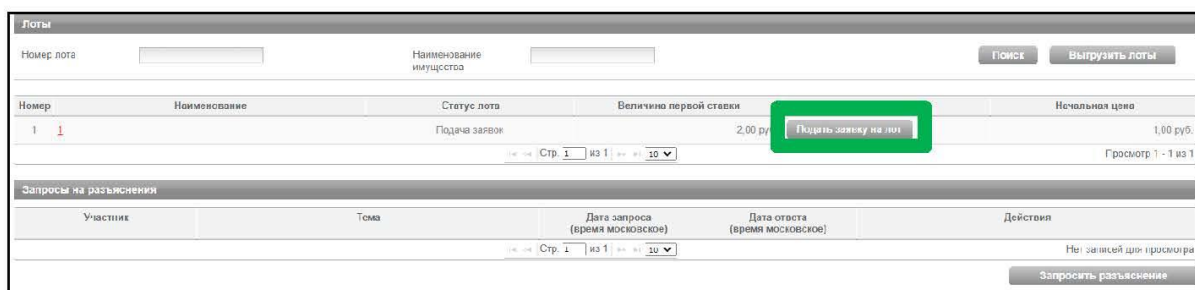 Лоты
Номер лота
Наименование имущества
Поиск
Выгрузить лоты
Номер Наименование Статус лота Величина первой ставки Начальная цена
1 1 Подача заявок 2,00 ру Подать заявку на лот 1,00 руб.
Стр. 1 из 1 10 Просмотр 1 - 1 из 1
Запросы на разъяснения
Участник Тема Дата запроса (время московское) Дата ответа (время московское) Действия
Стр. 1 из 1 10 Нет записей для просмотра
Запросить разъяснение